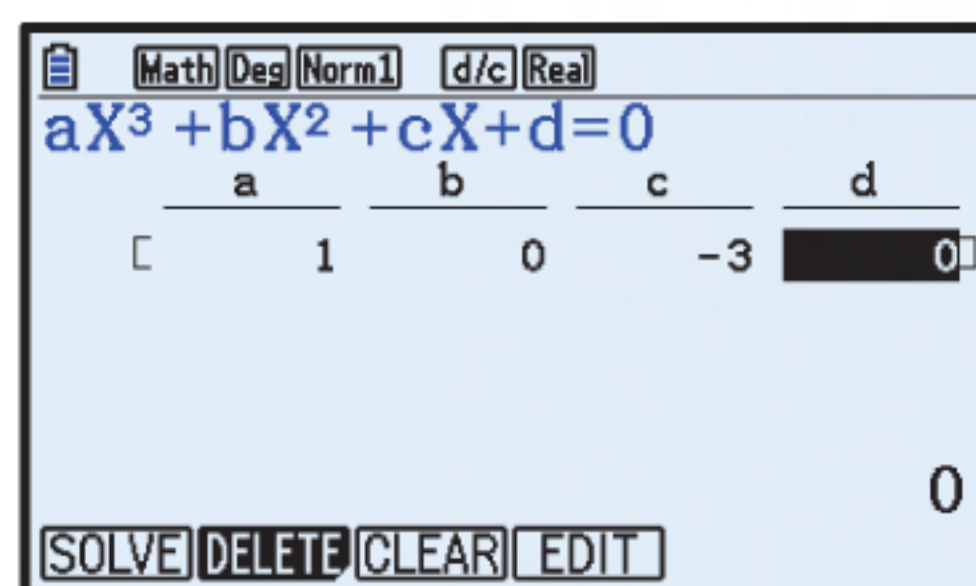 Math Deg Norm1 d/c Real
aX³ +bX² +cX+d=0
a b c d
[ 1 0 -3 0 ]
0
SOLVE DELETE CLEAR EDIT